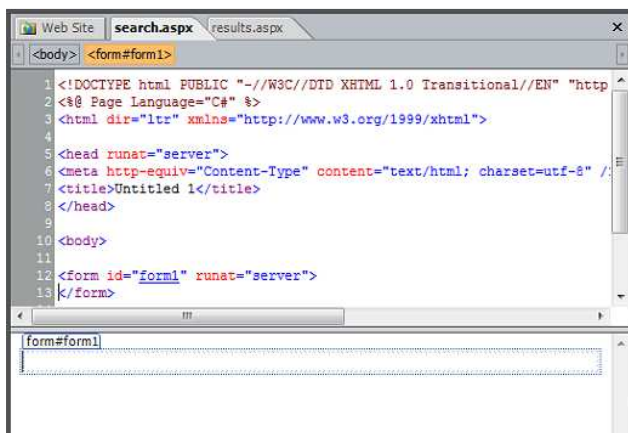 Web Site search.aspx results.aspx
<body> <form#form1>
1 <!DOCTYPE html PUBLIC "-//W3C//DTD XHTML 1.0 Transitional//EN" "http
2 <%@ Page Language="C#" %>
3 <html dir="ltr" xmlns="http://www.w3.org/1999/xhtml">
4
5 <head runat="server">
6 <meta http-equiv="Content-Type" content="text/html; charset=utf-8" /
7 <title>Untitled 1</title>
8 </head>
9
10 <body>
11
12 <form id="form1" runat="server">
13 </form>
form#form1